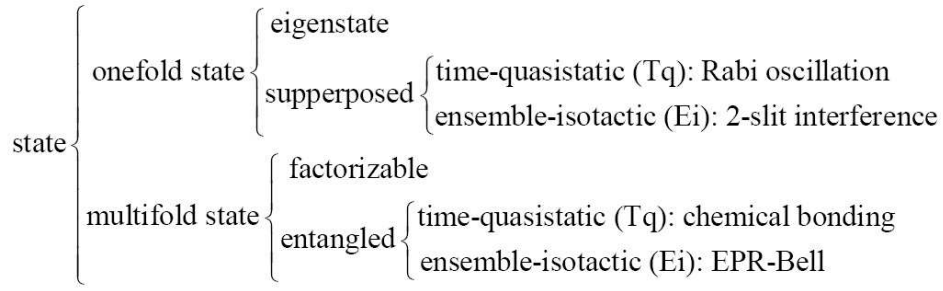 eigenstate
onefold state
time-quasistatic (Tq): Rabi oscillation
supperposed
ensemble-isotactic (Ei): 2-slit interference
state
factorizable
multifold state
time-quasistatic (Tq): chemical bonding
entangled
ensemble-isotactic (Ei): EPR-Bell